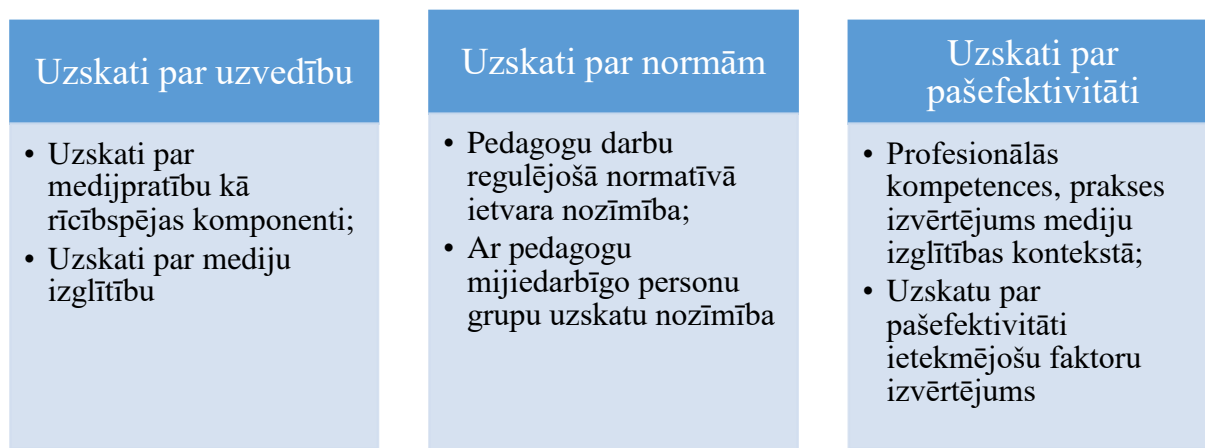 Uzskati par uzvedību
• Uzskati par
medijpratību kā
rīcībspējas komponenti;
• Uzskati par mediju
izglītību
Uzskati par normām
• Pedagogu darbu
regulējošā normatīvā
ietvara nozīmība;
• Ar pedagogu
mijiedarbīgo personu
grupu uzskatu nozīmība
Uzskati par
pašefektivitāti
• Profesionālās
kompetences, prakses
izvērtējums mediju
izglītības kontekstā;
• Uzskatu par
pašefektivitāti
ietekmējošu faktoru
izvērtējums